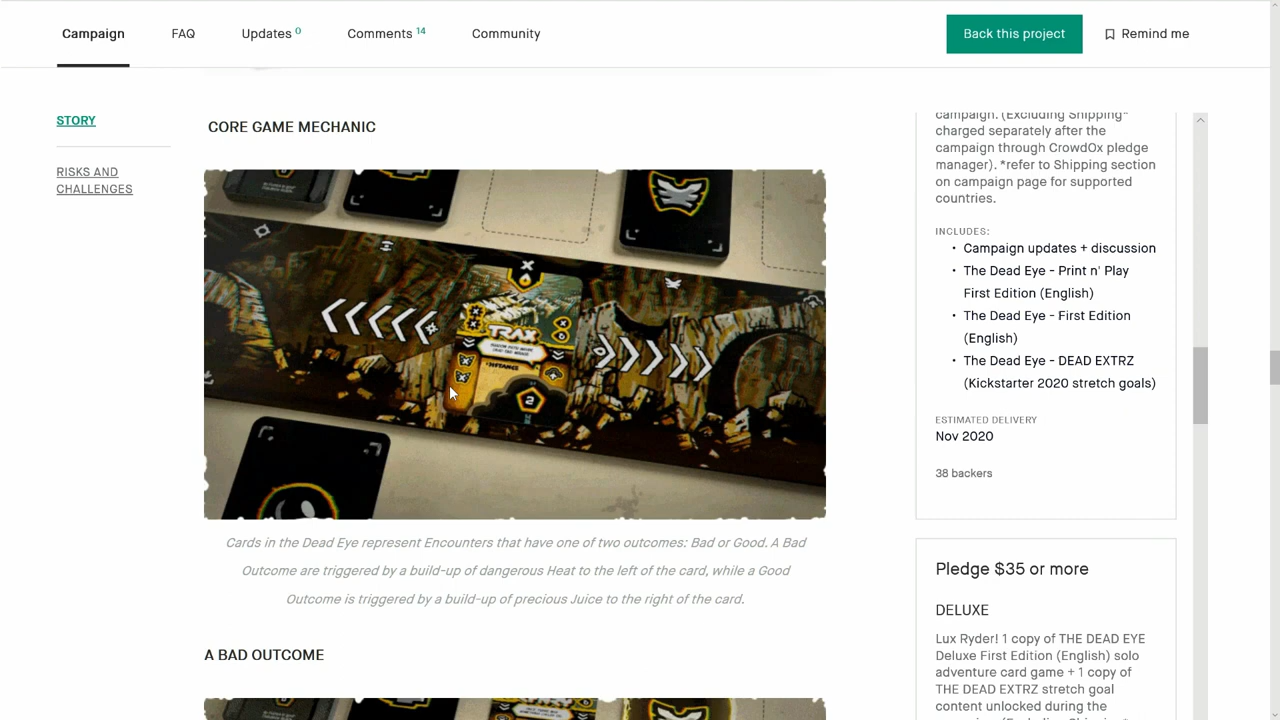 Campaign
FAQ
Updates 0
Comments 14
Community
Back this project
Remind me
STORY
RISKS AND
CHALLENGES
CORE GAME MECHANIC
TRAX
INSTANCE
2
Cards in the Dead Eye represent Encounters that have one of two outcomes: Bad or Good. A Bad
Outcome are triggered by a build-up of dangerous Heat to the left of the card, while a Good
Outcome is triggered by a build-up of precious Juice to the right of the card.
A BAD OUTCOME
campaign. (Excluding Shipping*
charged separately after the
campaign through CrowdOx pledge
manager). *refer to Shipping section
on campaign page for supported
countries.
INCLUDES:
• Campaign updates + discussion
• The Dead Eye - Print n' Play
First Edition (English)
• The Dead Eye - First Edition
(English)
• The Dead Eye - DEAD EXTRZ
(Kickstarter 2020 stretch goals)
ESTIMATED DELIVERY
Nov 2020
38 backers
Pledge $35 or more
DELUXE
Lux Ryder! 1 copy of THE DEAD EYE
Deluxe First Edition (English) solo
adventure card game + 1 copy of
THE DEAD EXTRZ stretch goal
content unlocked during the